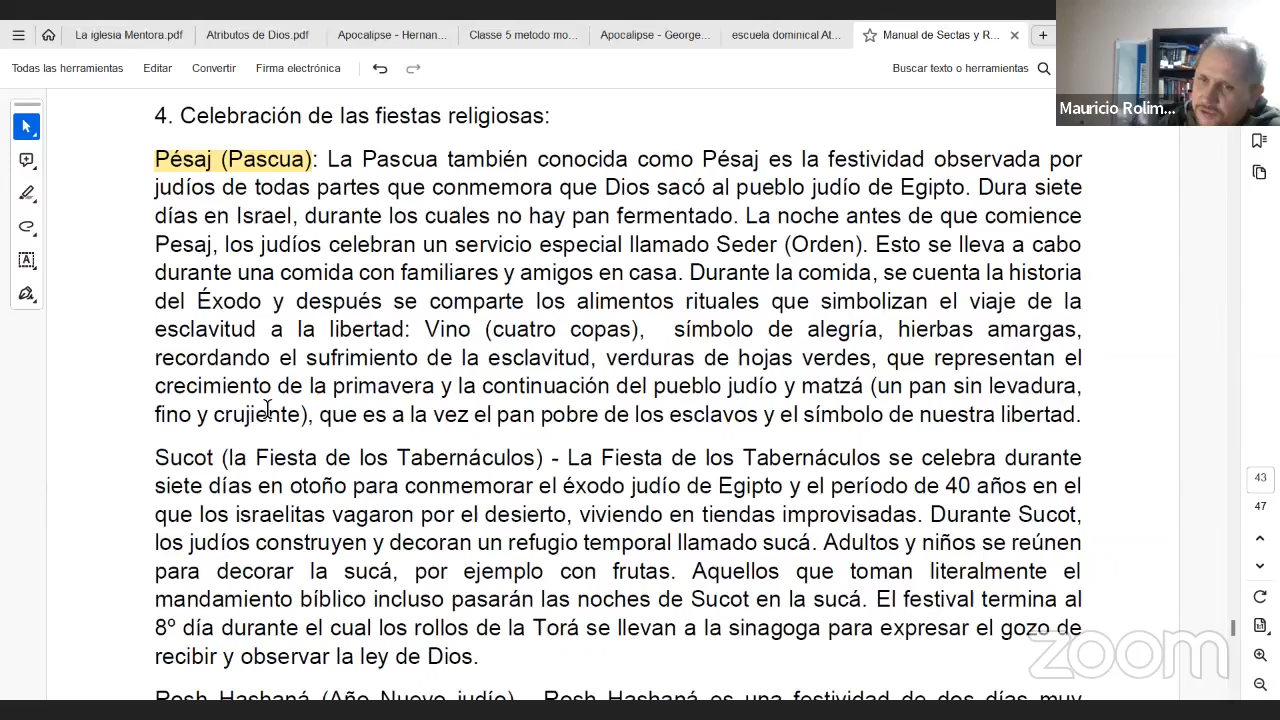 La iglesia Mentora.pdf
Atributos de Dios.pdf
Apocalipse - Hernan...
Classe 5 metodo mo...
Apocalipse - George...
escuela dominical Al...
Manual de Sectas y R...
Todas las herramientas
Editar
Convertir
Firma electrónica
Buscar texto o herramientas
Mauricio Rolim...
4. Celebración de las fiestas religiosas:
Pésaj (Pascua): La Pascua también conocida como Pésaj es la festividad observada por
judíos de todas partes que conmemora que Dios sacó al pueblo judío de Egipto. Dura siete
días en Israel, durante los cuales no hay pan fermentado. La noche antes de que comience
Pesaj, los judíos celebran un servicio especial llamado Seder (Orden). Esto se lleva a cabo
durante una comida con familiares y amigos en casa. Durante la comida, se cuenta la historia
del Éxodo y después se comparte los alimentos rituales que simbolizan el viaje de la
esclavitud a la libertad: Vino (cuatro copas), símbolo de alegría, hierbas amargas,
recordando el sufrimiento de la esclavitud, verduras de hojas verdes, que representan el
crecimiento de la primavera y la continuación del pueblo judío y matzá (un pan sin levadura,
fino y crujiente), que es a la vez el pan pobre de los esclavos y el símbolo de nuestra libertad.
Sucot (la Fiesta de los Tabernáculos) - La Fiesta de los Tabernáculos se celebra durante
siete días en otoño para conmemorar el éxodo judío de Egipto y el período de 40 años en el
que los israelitas vagaron por el desierto, viviendo en tiendas improvisadas. Durante Sucot,
los judíos construyen y decoran un refugio temporal llamado sucá. Adultos y niños se reúnen
para decorar la sucá, por ejemplo con frutas. Aquellos que toman literalmente el
mandamiento bíblico incluso pasarán las noches de Sucot en la sucá. El festival termina al
8º día durante el cual los rollos de la Torá se llevan a la sinagoga para expresar el gozo de
recibir y observar la ley de Dios.
Rosh Hashaná (Año Nuevo judío) - Rosh Hashaná es una festividad de dos días muy
43
47
zoom